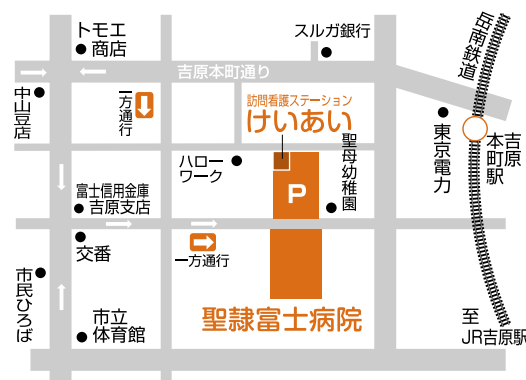 トモエ
商店
スルガ銀行
岳南鉄道
吉原本町通り
中山豆店
一方通行
訪問看護ステーション
けいあい
東京電力
吉原
本町駅
ハロー
ワーク
聖母幼稚園
P
富士信用金庫
吉原支店
交番
一方通行
市民ひろば
市立
体育館
聖隷富士病院
至
JR吉原駅